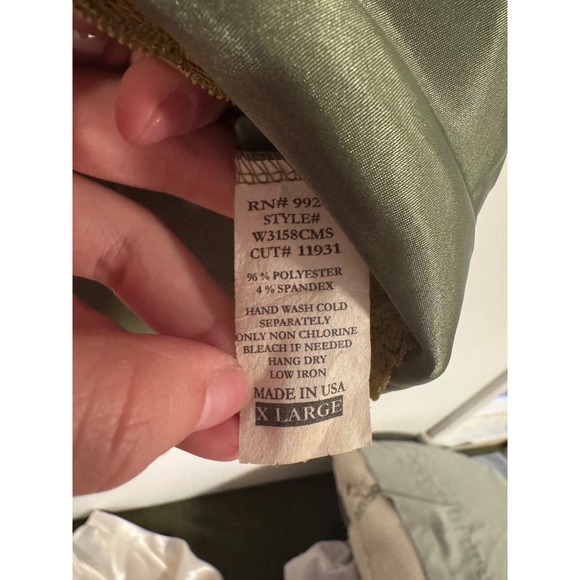 RN# 992
STYLE#
W3158CMS
CUT# 11931
96 % POLYESTER
4 % SPANDEX
HAND WASH COLD
SEPARATELY
ONLY NON CHLORINE
BLEACH IF NEEDED
HANG DRY
LOW IRON
MADE IN USA
X LARGE